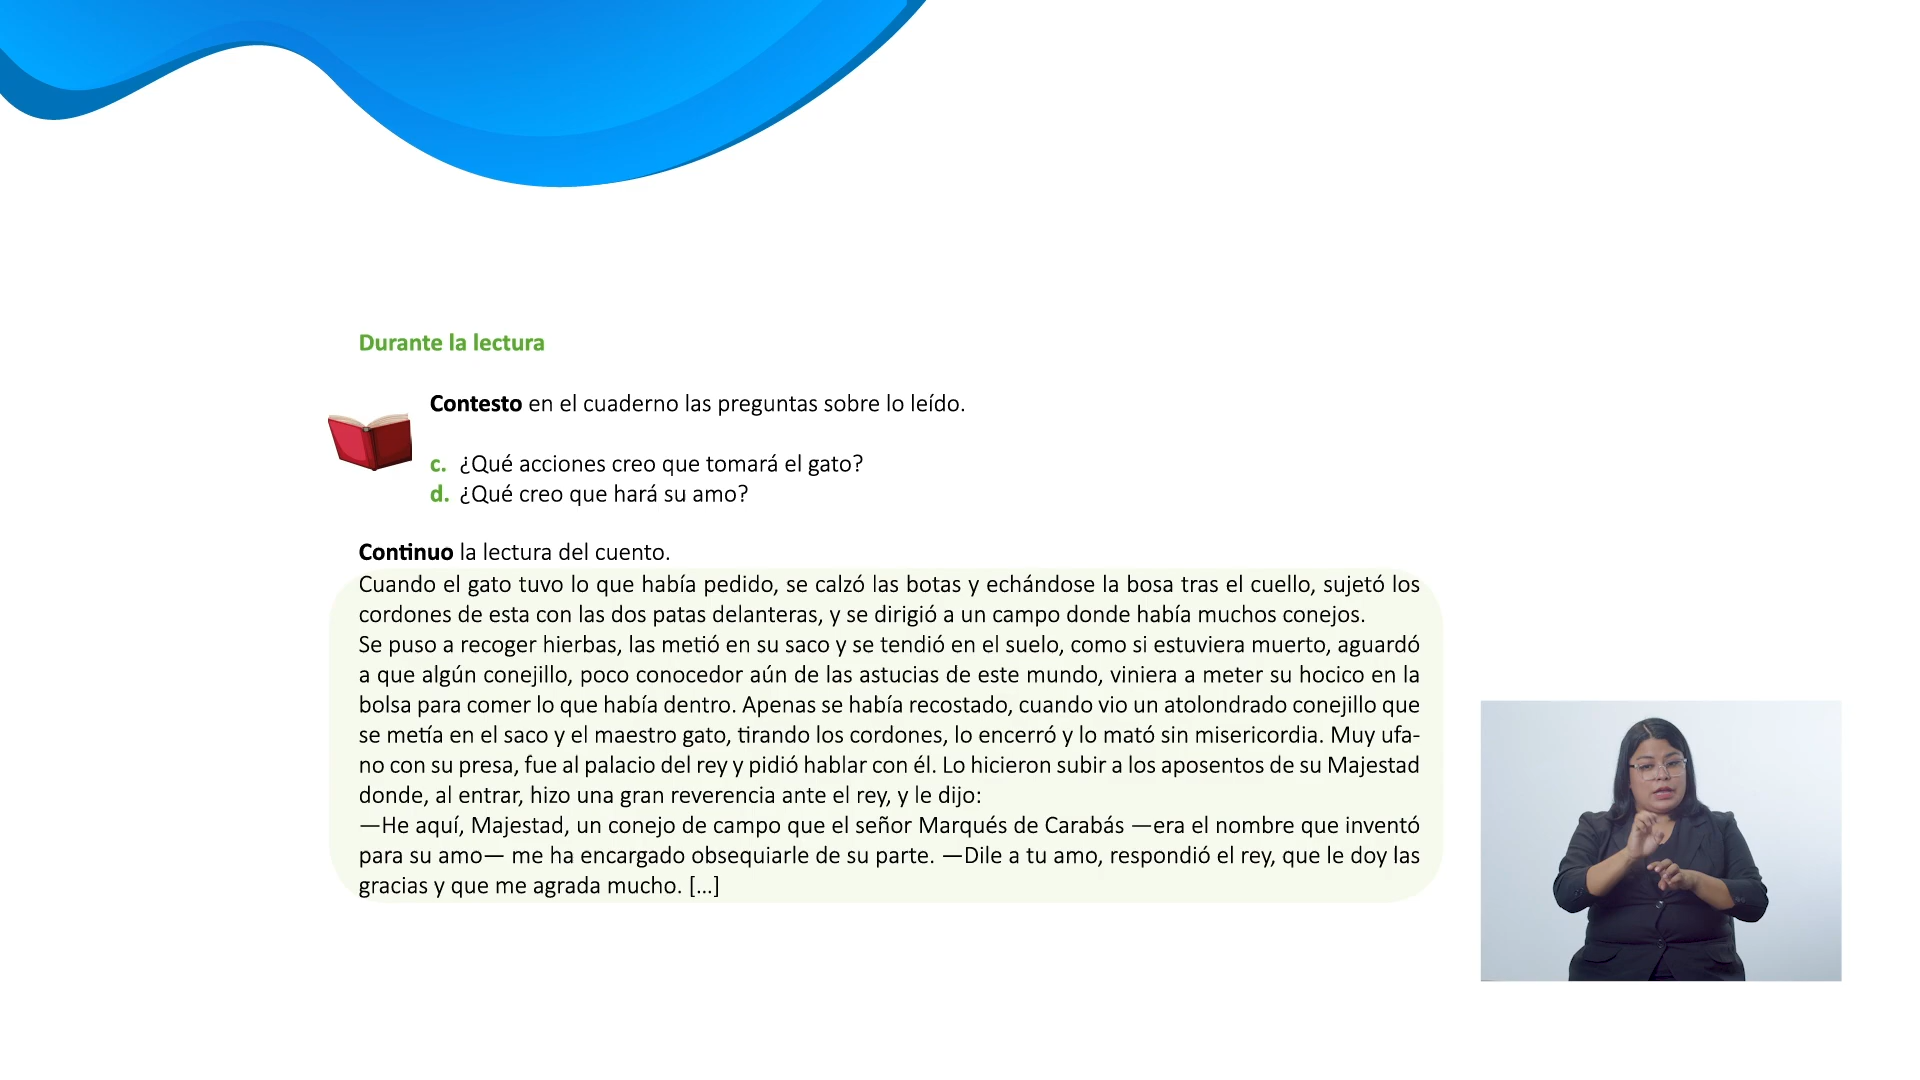 Durante la lectura
Contesto en el cuaderno las preguntas sobre lo leído.
c. ¿Qué acciones creo que tomará el gato?
d. ¿Qué creo que hará su amo?
Continuo la lectura del cuento.
Cuando el gato tuvo lo que había pedido, se calzó las botas y echándose la bosa tras el cuello, sujetó los
cordones de esta con las dos patas delanteras, y se dirigió a un campo donde había muchos conejos.
Se puso a recoger hierbas, las metió en su saco y se tendió en el suelo, como si estuviera muerto, aguardó
a que algún conejillo, poco conocedor aún de las astucias de este mundo, viniera a meter su hocico en la
bolsa para comer lo que había dentro. Apenas se había recostado, cuando vio un atolondrado conejillo que
se metía en el saco y el maestro gato, tirando los cordones, lo encerró y lo mató sin misericordia. Muy ufa-
no con su presa, fue al palacio del rey y pidió hablar con él. Lo hicieron subir a los aposentos de su Majestad
donde, al entrar, hizo una gran reverencia ante el rey, y le dijo:
—He aquí, Majestad, un conejo de campo que el señor Marqués de Carabás —era el nombre que inventó
para su amo— me ha encargado obsequiarle de su parte. —Dile a tu amo, respondió el rey, que le doy las
gracias y que me agrada mucho. [...]